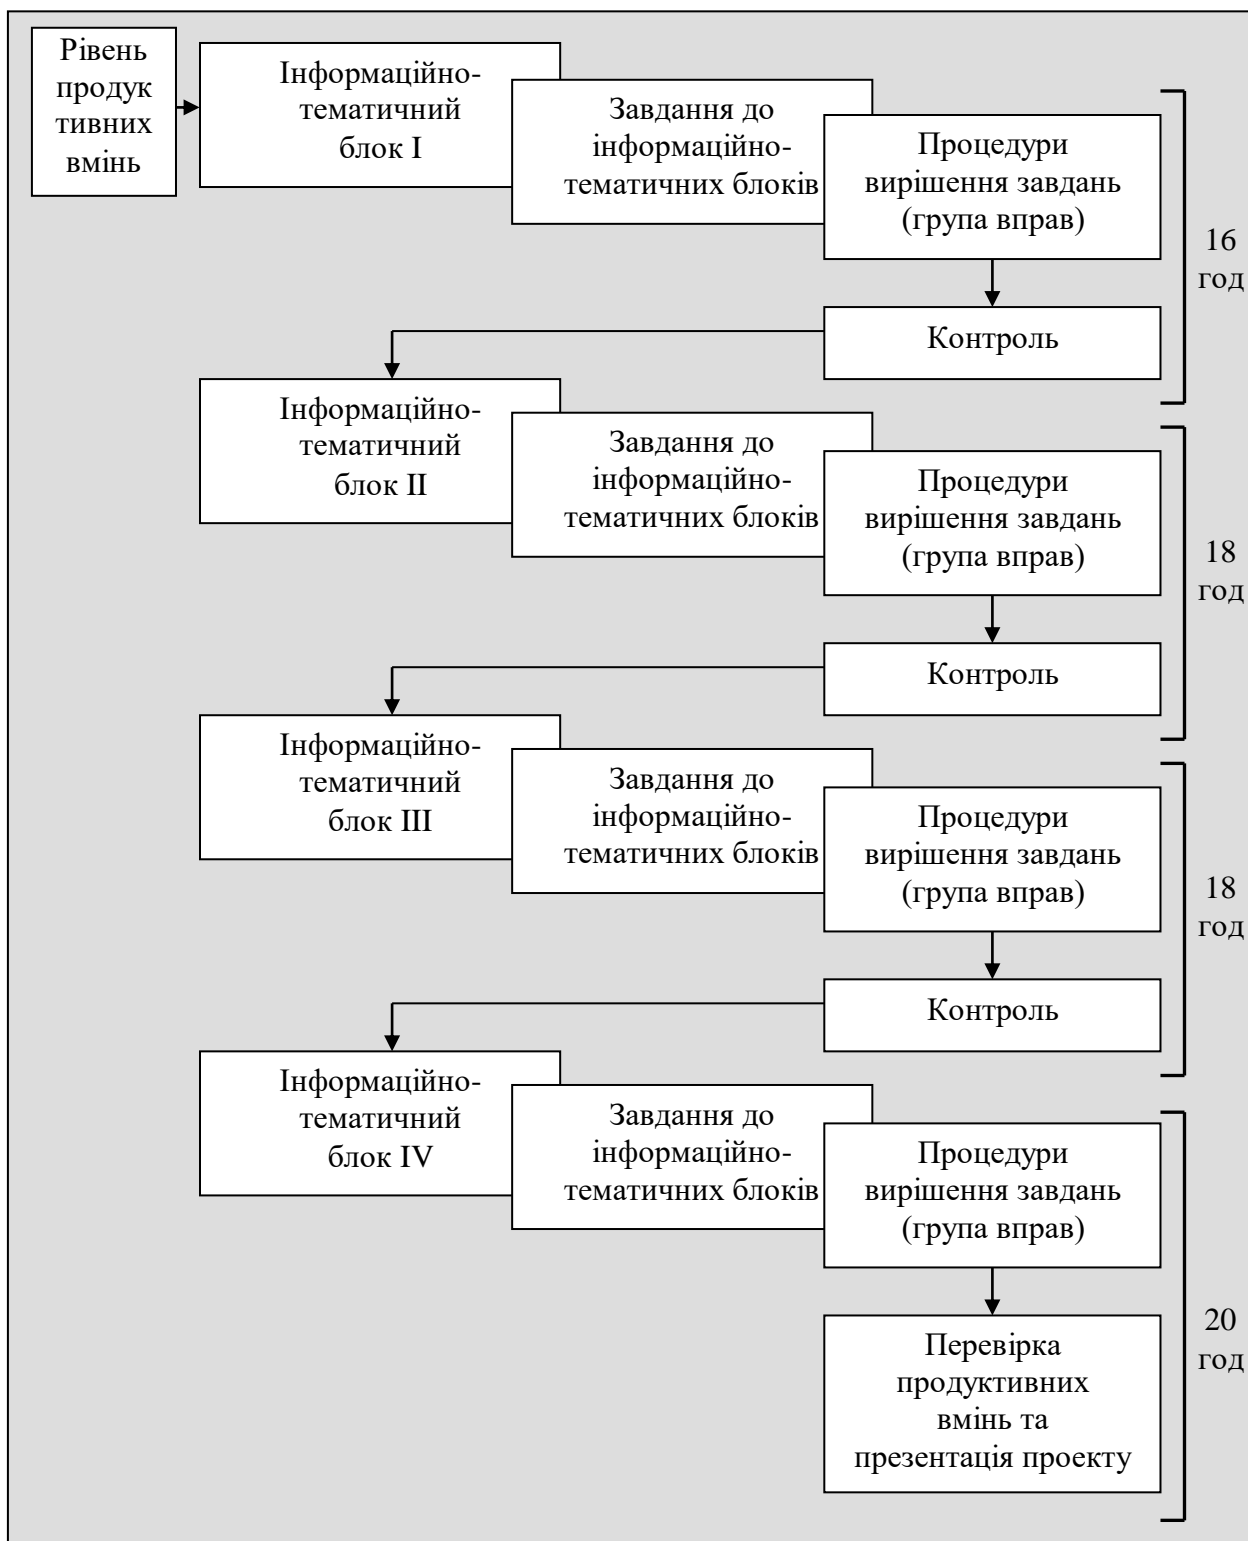 Рівень
продук
тивних
вмінь
Інформаційно-
тематичний
блок I
Завдання до
інформаційно-
тематичних блоків
Процедури
вирішення завдань
(група вправ)
16
год
Контроль
Інформаційно-
тематичний
блок II
Завдання до
інформаційно-
тематичних блоків
Процедури
вирішення завдань
(група вправ)
18
год
Контроль
Інформаційно-
тематичний
блок III
Завдання до
інформаційно-
тематичних блоків
Процедури
вирішення завдань
(група вправ)
18
год
Контроль
Інформаційно-
тематичний
блок IV
Завдання до
інформаційно-
тематичних блоків
Процедури
вирішення завдань
(група вправ)
20
год
Перевірка
продуктивних
вмінь та
презентація проекту